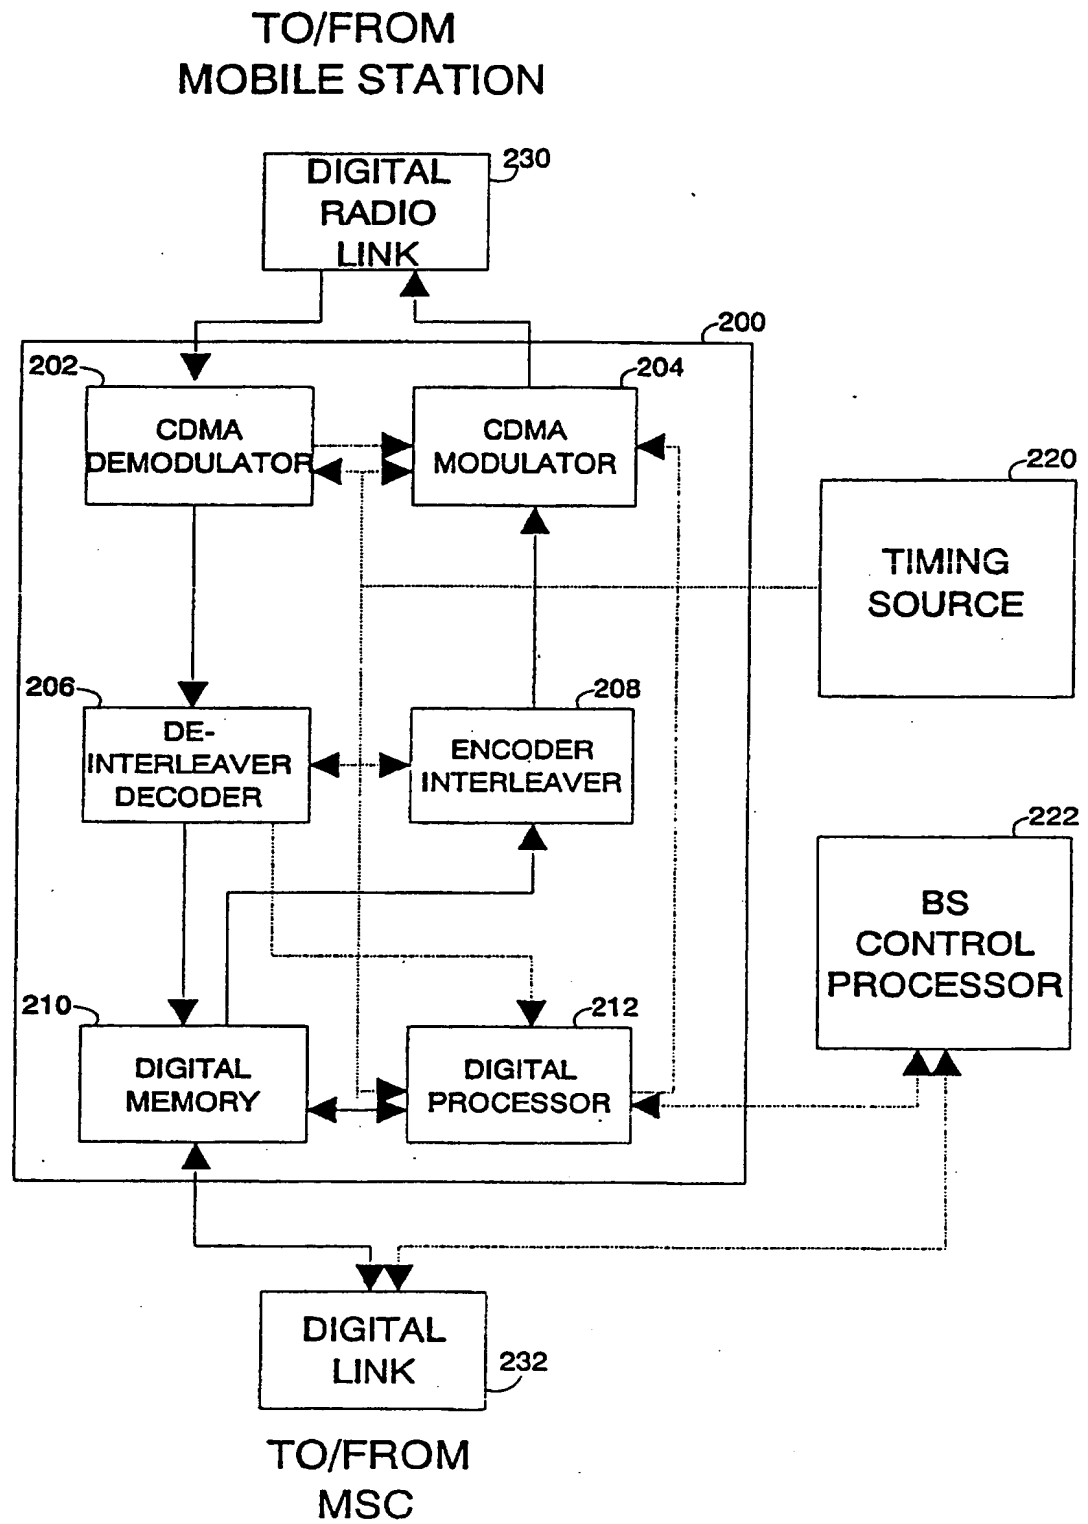 TO/FROM
MOBILE STATION
DIGITAL
RADIO
LINK
230
200
202
CDMA
DEMODULATOR
204
CDMA
MODULATOR
220
TIMING
SOURCE
206
DE-
INTERLEAVER
DECODER
208
ENCODER
INTERLEAVER
222
BS
CONTROL
PROCESSOR
210
DIGITAL
MEMORY
212
DIGITAL
PROCESSOR
DIGITAL
LINK
232
TO/FROM
MSC